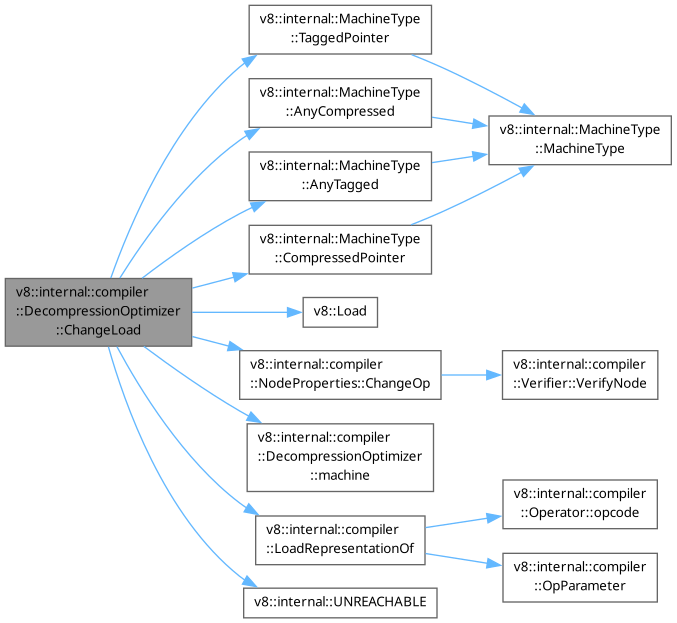 v8::internal::MachineType
::TaggedPointer
v8::internal::MachineType
::AnyCompressed
v8::internal::MachineType
::MachineType
v8::internal::MachineType
::AnyTagged
v8::internal::MachineType
::CompressedPointer
v8::internal::compiler
::DecompressionOptimizer
::ChangeLoad
v8::Load
v8::internal::compiler
::NodeProperties::ChangeOp
v8::internal::compiler
::Verifier::VerifyNode
v8::internal::compiler
::DecompressionOptimizer
::machine
v8::internal::compiler
::LoadRepresentationOf
v8::internal::compiler
::Operator::opcode
v8::internal::compiler
::OpParameter
v8::internal::UNREACHABLE